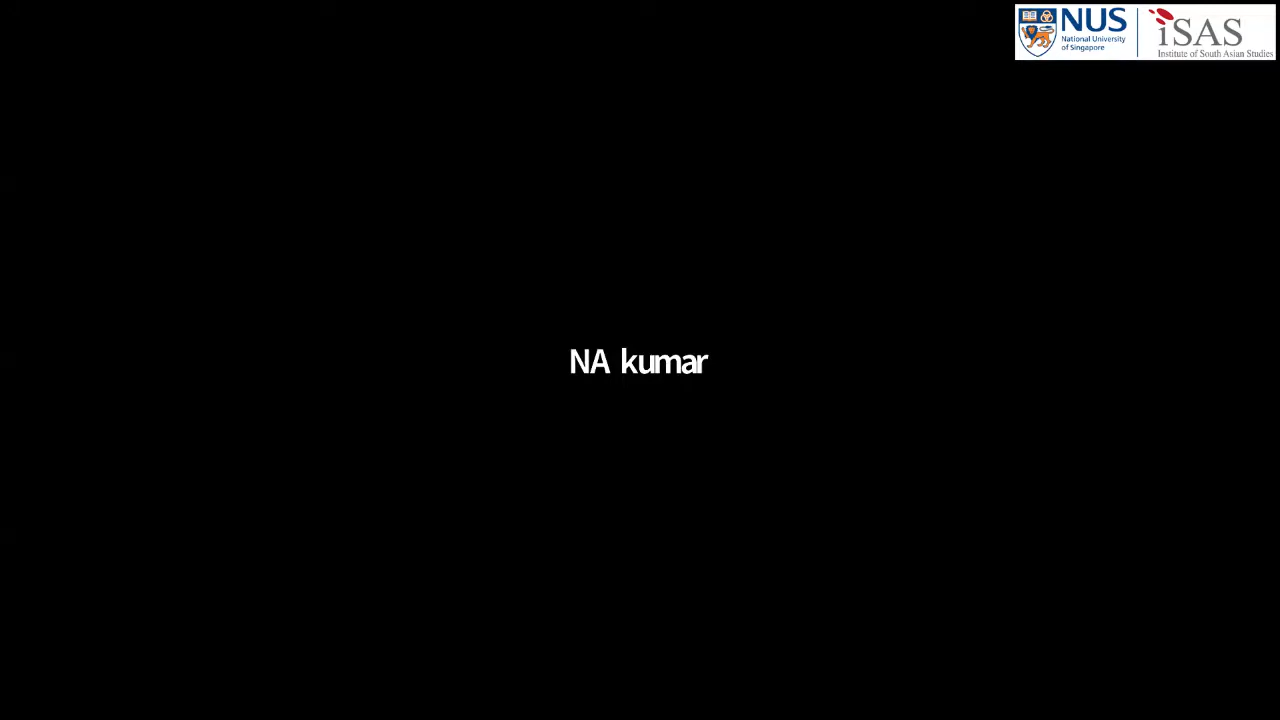 NUS
National University
of Singapore
iSAS
Institute of South Asian Studies
NA kumar